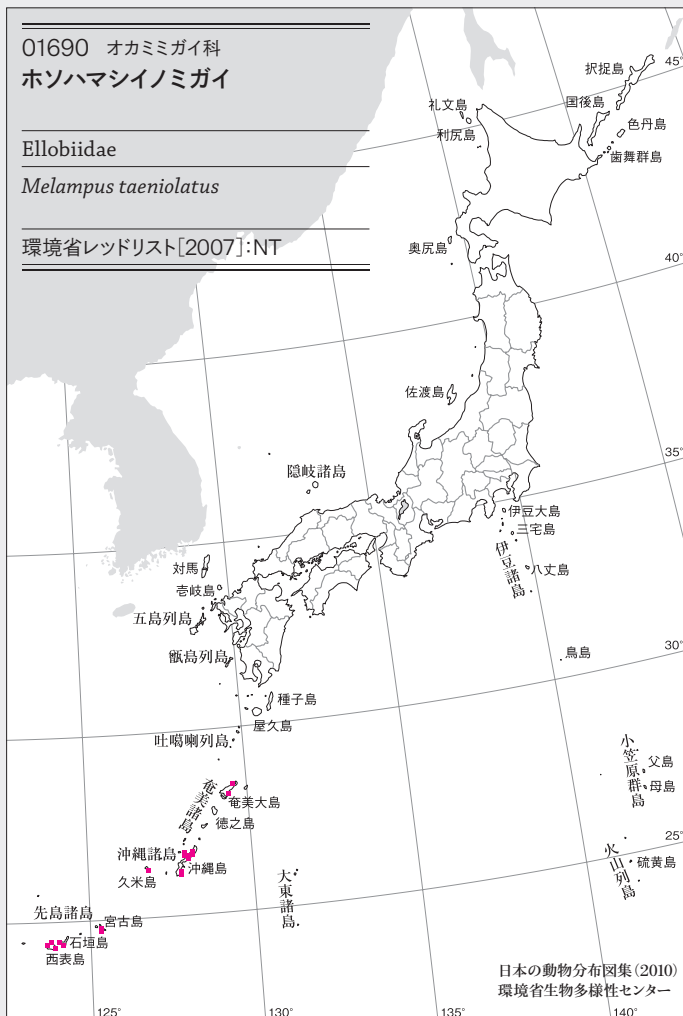 01690 オカミミガイ科
ホソハマシイノミガイ
Ellobiidae
Melampus taeniolatus
環境省レッドリスト[2007]:NT
択捉島
45°
国後島
礼文島
色丹島
利尻島
歯舞群島
奥尻島
40°
佐渡島
35°
隠岐諸島
伊豆大島
三宅島
伊豆諸島
八丈島
対馬
壱岐島
五島列島
甑島列島
鳥島
30°
種子島
屋久島
吐噶喇列島
小笠原群島
父島
母島
奄美諸島
奄美大島
徳之島
25°
沖縄諸島
沖縄島
久米島
大東諸島
火山列島
硫黄島
先島諸島
宮古島
石垣島
西表島
日本の動物分布図集(2010)
環境省生物多様性センター
125°
130°
135°
140°